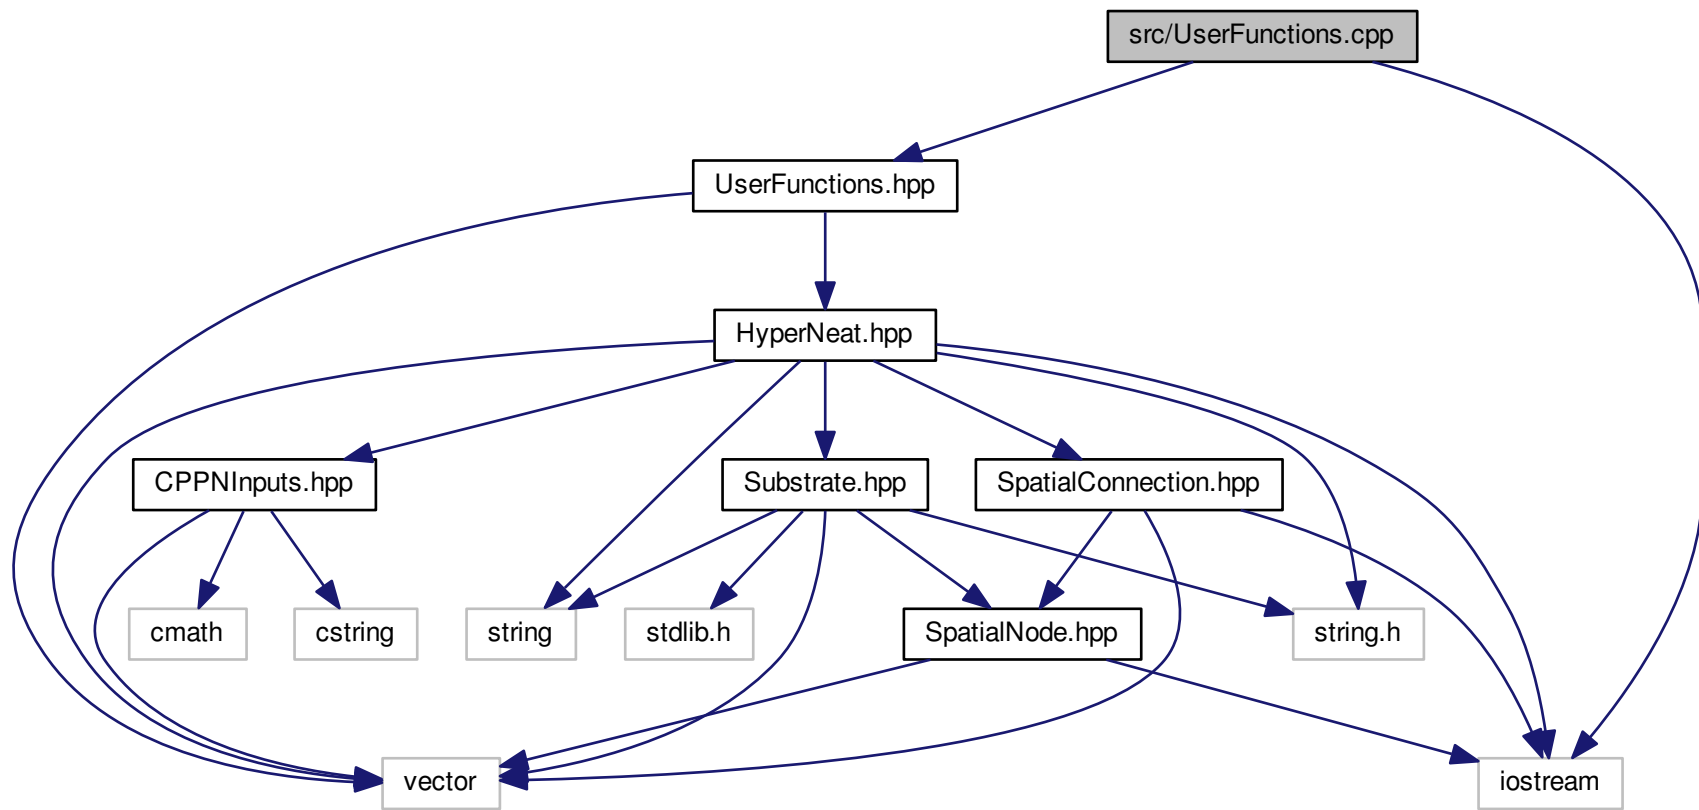 src/UserFunctions.cpp
UserFunctions.hpp
HyperNeat.hpp
CPPNInputs.hpp
Substrate.hpp
SpatialConnection.hpp
cmath
cstring
string
stdlib.h
SpatialNode.hpp
string.h
vector
iostream